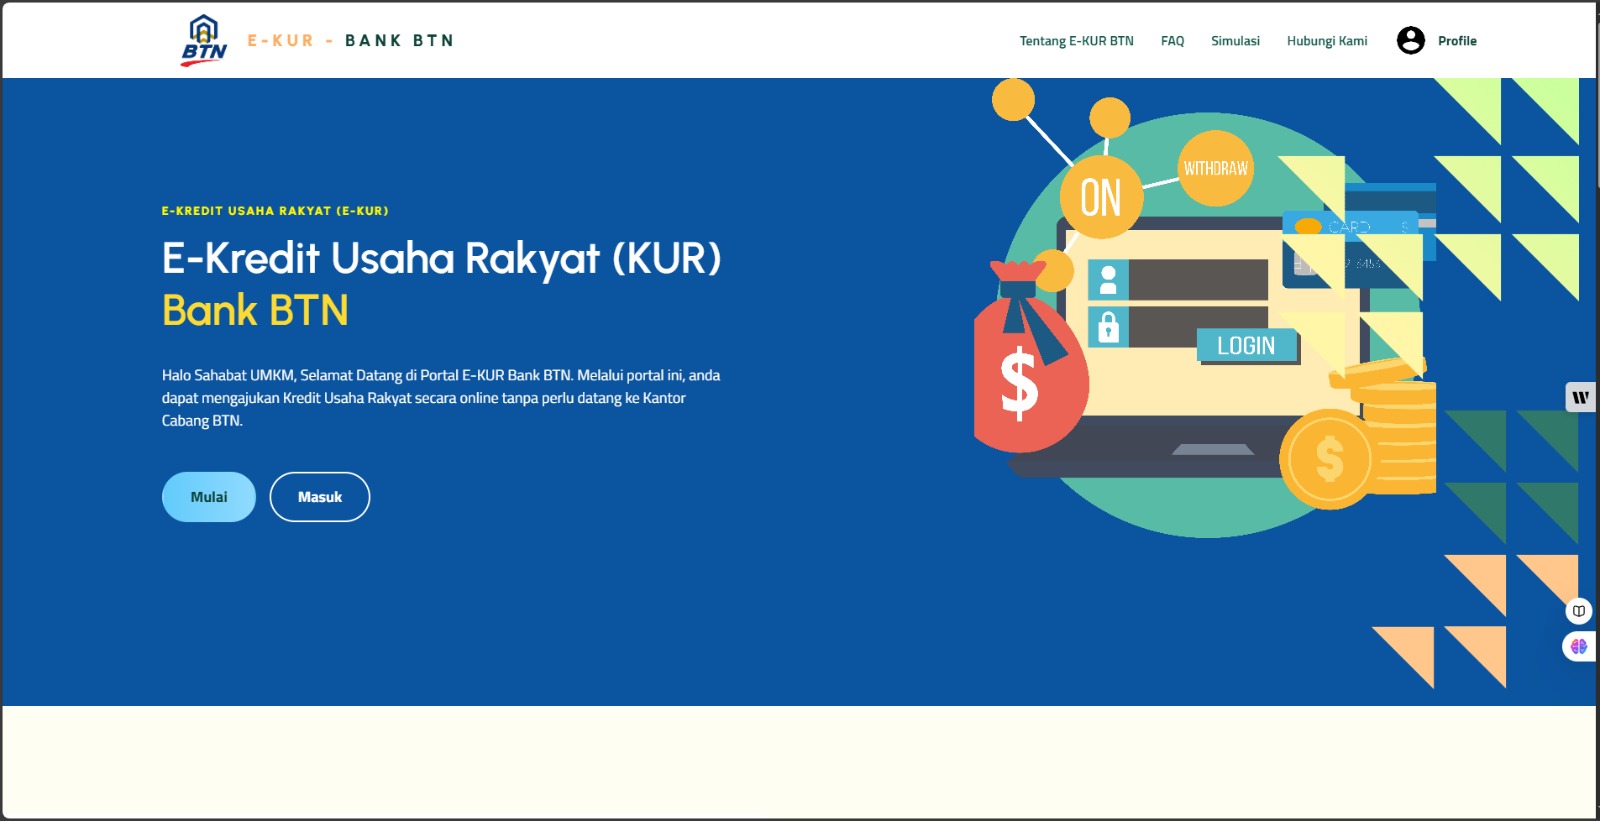 BTN
E-KUR - BANK BTN
Tentang E-KUR BTN
FAQ
Simulasi
Hubungi Kami
Profile
E-KREDIT USAHA RAKYAT (E-KUR)
E-Kredit Usaha Rakyat (KUR)
Bank BTN
Halo Sahabat UMKM, Selamat Datang di Portal E-KUR Bank BTN. Melalui portal ini, anda
dapat mengajukan Kredit Usaha Rakyat secara online tanpa perlu datang ke Kantor
Cabang BTN.
Mulai
Masuk
ON
WITHDRAW
CARD
$
LOGIN
$
$
W